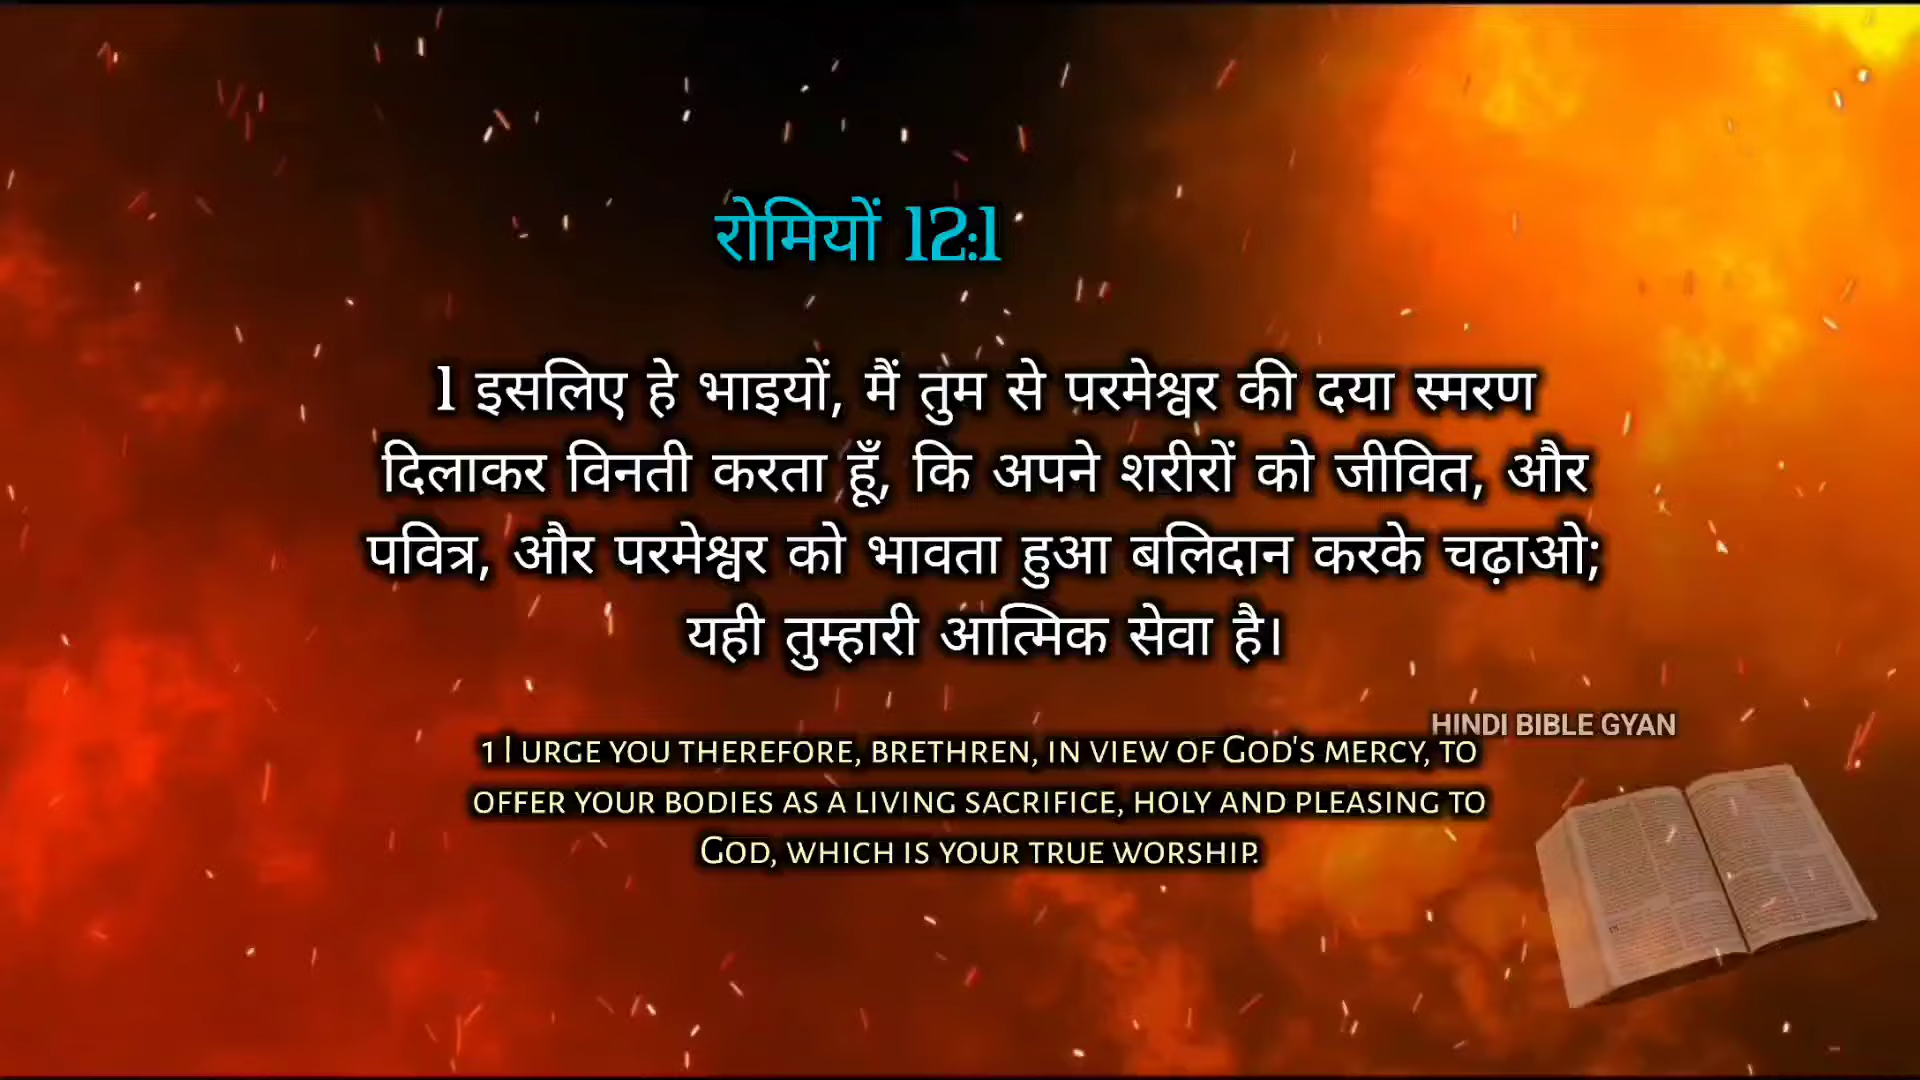 रोमियों 12:1
1 इसलिए हे भाइयों, मैं तुम से परमेश्वर की दया स्मरण
दिलाकर विनती करता हूँ, कि अपने शरीरों को जीवित, और
पवित्र, और परमेश्वर को भावता हुआ बलिदान करके चढ़ाओ;
यही तुम्हारी आत्मिक सेवा है।
HINDI BIBLE GYAN
1 I URGE YOU THEREFORE, BRETHREN, IN VIEW OF GOD'S MERCY, TO
OFFER YOUR BODIES AS A LIVING SACRIFICE, HOLY AND PLEASING TO
GOD, WHICH IS YOUR TRUE WORSHIP.